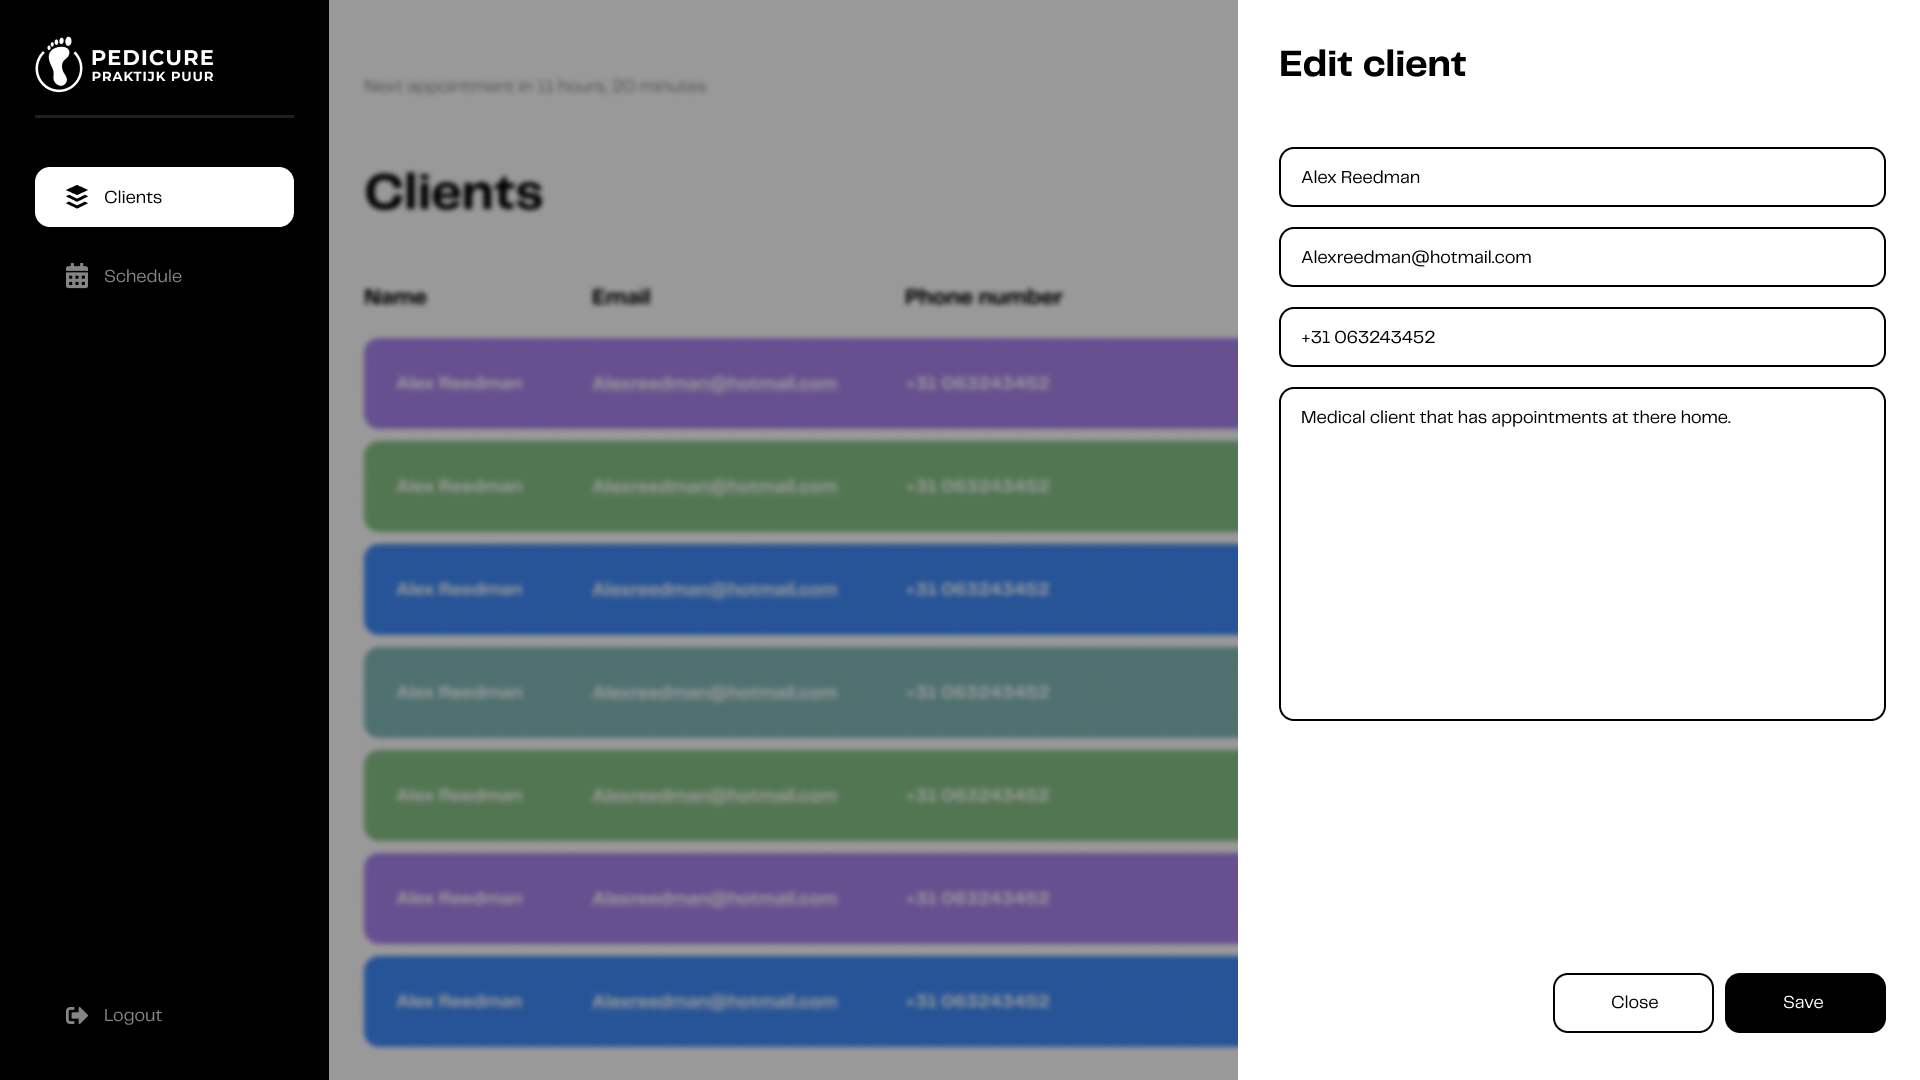 PEDICURE
PRAKTIJK PUUR
Clients
Schedule
Logout
Next appointment in 11 hours, 20 minutes
Clients
Name Email Phone number
Alex Reedman Alexreedman@hotmail.com +31 063243452
Alex Reedman Alexreedman@hotmail.com +31 063243452
Alex Reedman Alexreedman@hotmail.com +31 063243452
Alex Reedman Alexreedman@hotmail.com +31 063243452
Alex Reedman Alexreedman@hotmail.com +31 063243452
Alex Reedman Alexreedman@hotmail.com +31 063243452
Alex Reedman Alexreedman@hotmail.com +31 063243452
Edit client
Alex Reedman
Alexreedman@hotmail.com
+31 063243452
Medical client that has appointments at there home.
Close Save